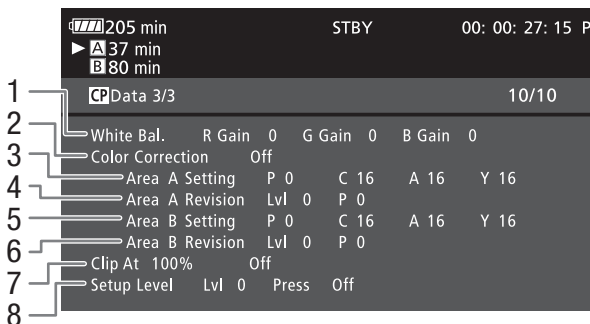 205 min STBY 00: 00: 27: 15 P
A 37 min
B 80 min
CP Data 3/3 10/10
1 White Bal. R Gain 0 G Gain 0 B Gain 0
2 Color Correction Off
3 Area A Setting P 0 C 16 A 16 Y 16
4 Area A Revision Lvl 0 P 0
5 Area B Setting P 0 C 16 A 16 Y 16
6 Area B Revision Lvl 0 P 0
7 Clip At 100% Off
8 Setup Level Lvl 0 Press Off